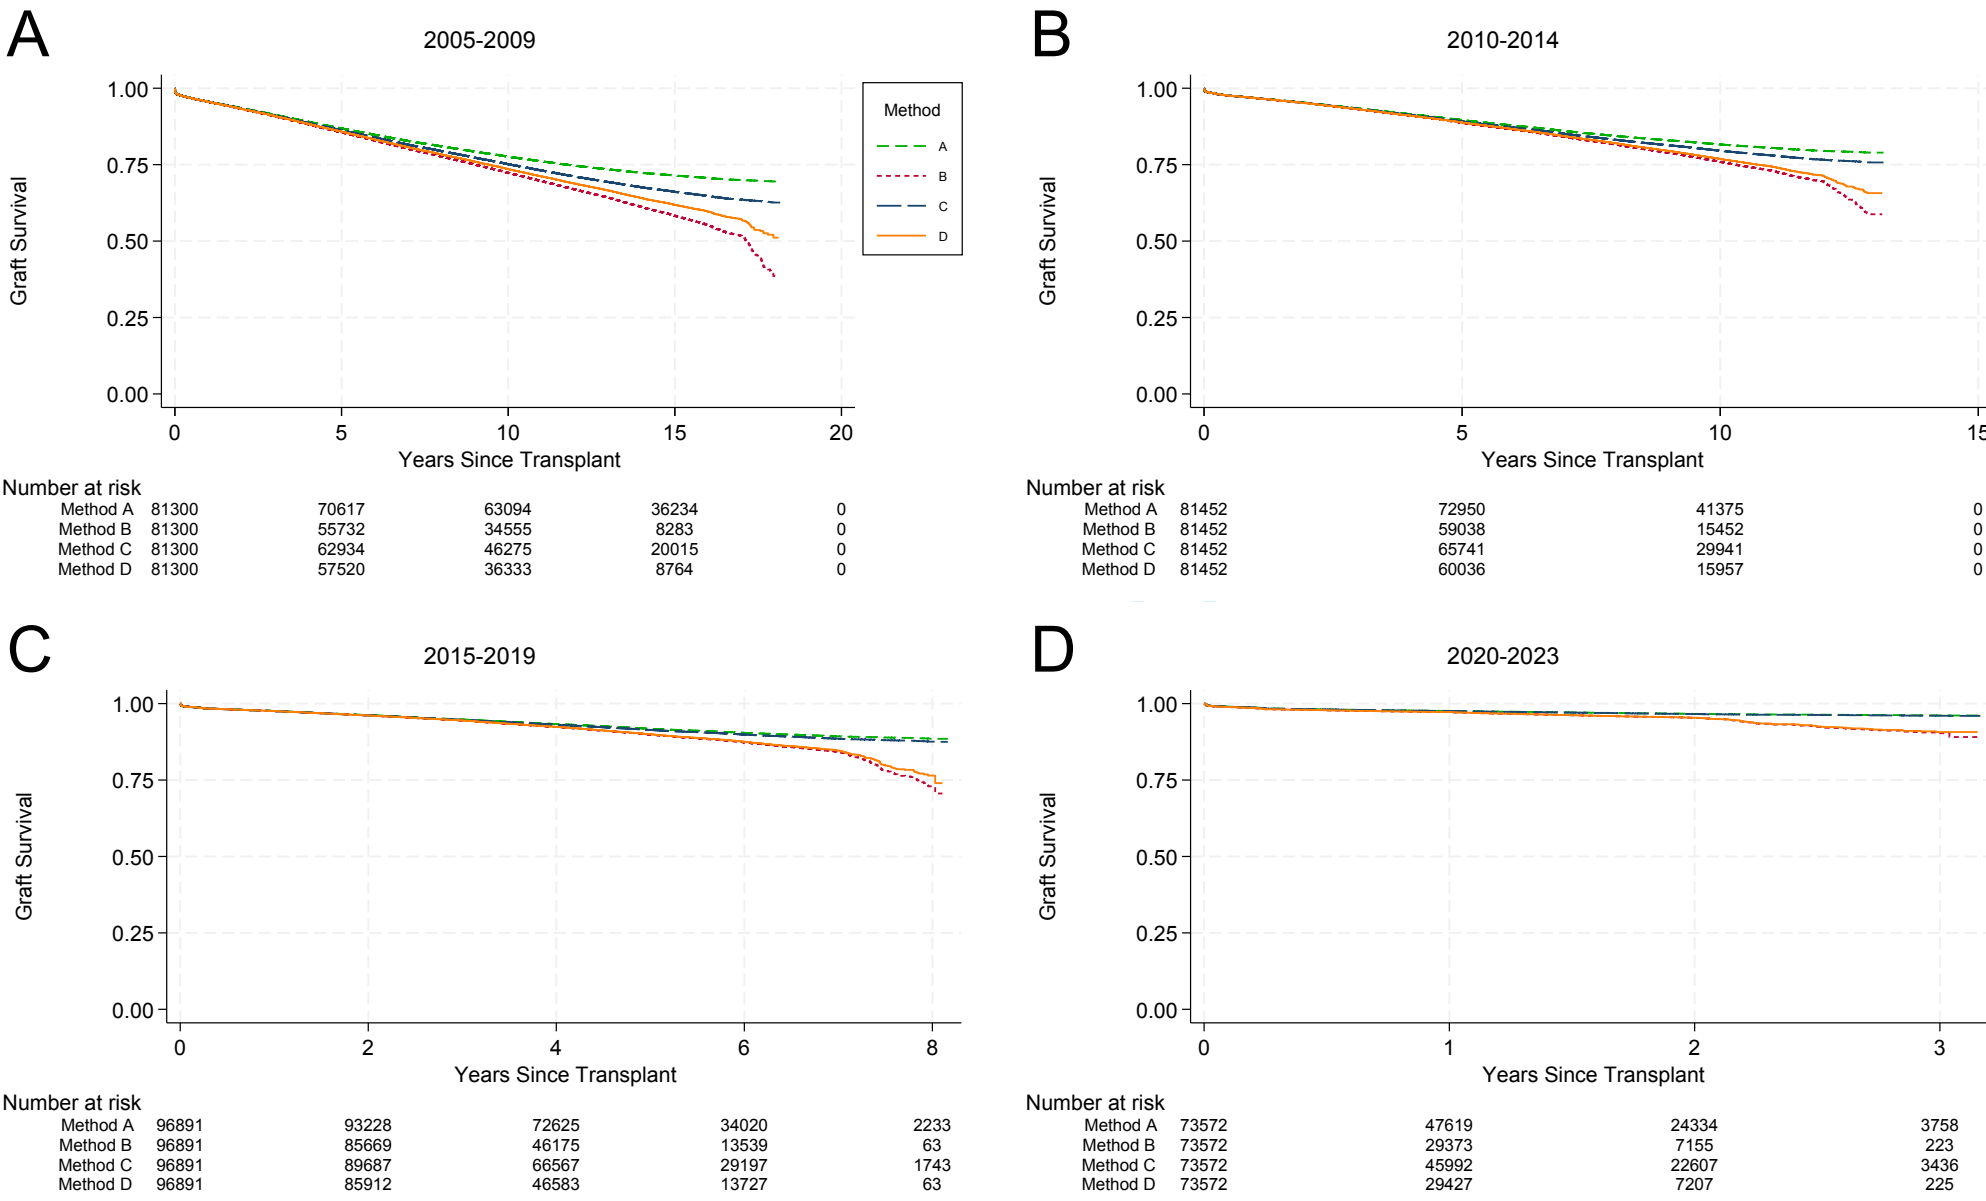 A
2005-2009
1.00
0.75
0.50
0.25
0.00
Graft Survival
0 5 10 15 20
Years Since Transplant
Method
A
B
C
D
Number at risk
Method A 81300 70617 63094 36234 0
Method B 81300 55732 34555 8283 0
Method C 81300 62934 46275 20015 0
Method D 81300 57520 36333 8764 0
B
2010-2014
1.00
0.75
0.50
0.25
0.00
Graft Survival
0 5 10 15
Years Since Transplant
Number at risk
Method A 81452 72950 41375 0
Method B 81452 59038 15452 0
Method C 81452 65741 29941 0
Method D 81452 60036 15957 0
C
2015-2019
1.00
0.75
0.50
0.25
0.00
Graft Survival
0 2 4 6 8
Years Since Transplant
Number at risk
Method A 96891 93228 72625 34020 2233
Method B 96891 85669 46175 13539 63
Method C 96891 89687 66567 29197 1743
Method D 96891 85912 46583 13727 63
D
2020-2023
1.00
0.75
0.50
0.25
0.00
Graft Survival
0 1 2 3
Years Since Transplant
Number at risk
Method A 73572 47619 24334 3758
Method B 73572 29373 7155 223
Method C 73572 45992 22607 3436
Method D 73572 29427 7207 225